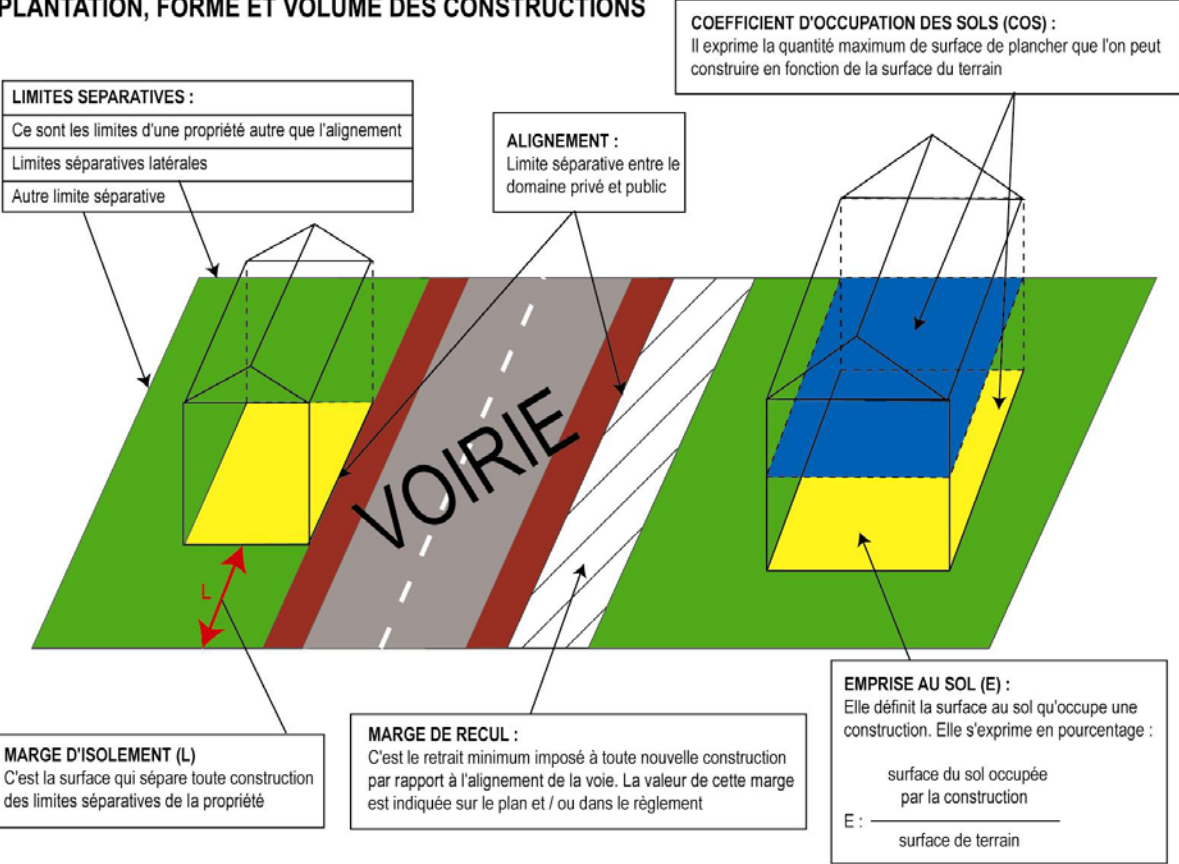 PLANTATION, FORME ET VOLUME DES CONSTRUCTIONS
COEFFICIENT D'OCCUPATION DES SOLS (COS) :
Il exprime la quantité maximum de surface de plancher que l'on peut
construire en fonction de la surface du terrain
LIMITES SEPARATIVES :
Ce sont les limites d'une propriété autre que l'alignement
Limites séparatives latérales
Autre limite séparative
ALIGNEMENT :
Limite séparative entre le
domaine privé et public
VOIRIE
L
MARGE D'ISOLEMENT (L)
C'est la surface qui sépare toute construction
des limites séparatives de la propriété
MARGE DE RECUL :
C'est le retrait minimum imposé à toute nouvelle construction
par rapport à l'alignement de la voie. La valeur de cette marge
est indiquée sur le plan et / ou dans le règlement
EMPRISE AU SOL (E) :
Elle définit la surface au sol qu'occupe une
construction. Elle s'exprime en pourcentage :
surface du sol occupée
par la construction
E :
surface de terrain